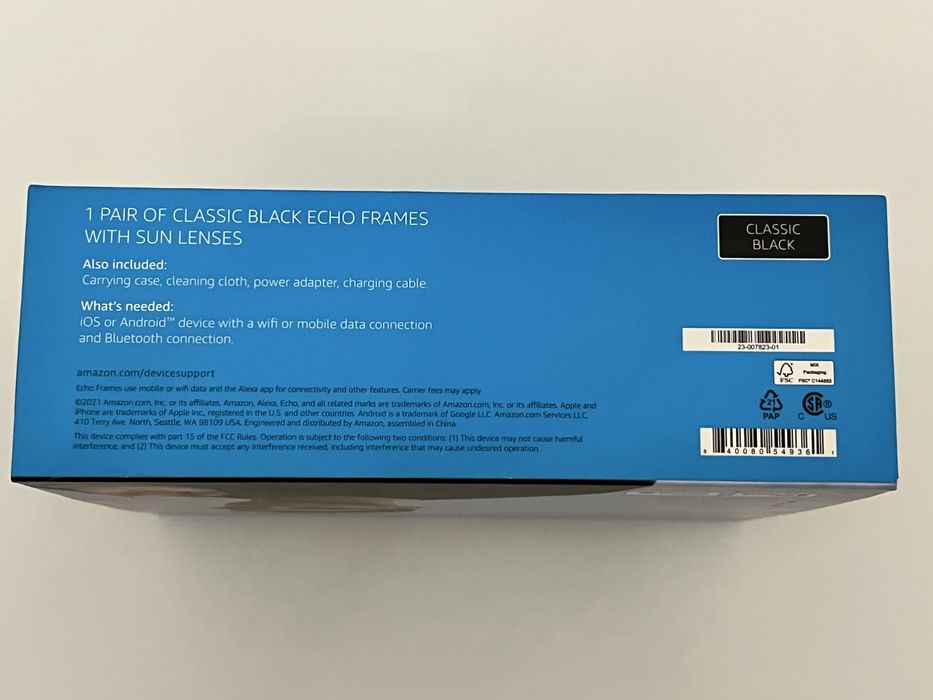 1 PAIR OF CLASSIC BLACK ECHO FRAMES
WITH SUN LENSES
Also included:
Carrying case, cleaning cloth, power adapter, charging cable.
What's needed:
iOS or Android™ device with a wifi or mobile data connection
and Bluetooth connection.
amazon.com/devicesupport
Echo Frames use mobile or wifi data and the Alexa app for connectivity and other features. Carrier fees may apply.
©2021 Amazon.com, Inc. or its affiliates. Amazon, Alexa, Echo, and all related marks are trademarks of Amazon.com, Inc. or its affiliates. Apple and
iPhone are trademarks of Apple Inc., registered in the U.S. and other countries. Android is a trademark of Google LLC. Amazon.com Services LLC,
410 Terry Ave. North, Seattle, WA 98109 USA. Engineered and distributed by Amazon, assembled in China.
This device complies with part 15 of the FCC Rules. Operation is subject to the following two conditions: (1) This device may not cause harmful
interference, and (2) This device must accept any interference received, including interference that may cause undesired operation.
CLASSIC
BLACK
23-007823-01
FSC
MIX
Packaging
FSC® C144853
21
PAP
C SA ® US
8 40080 54936 1